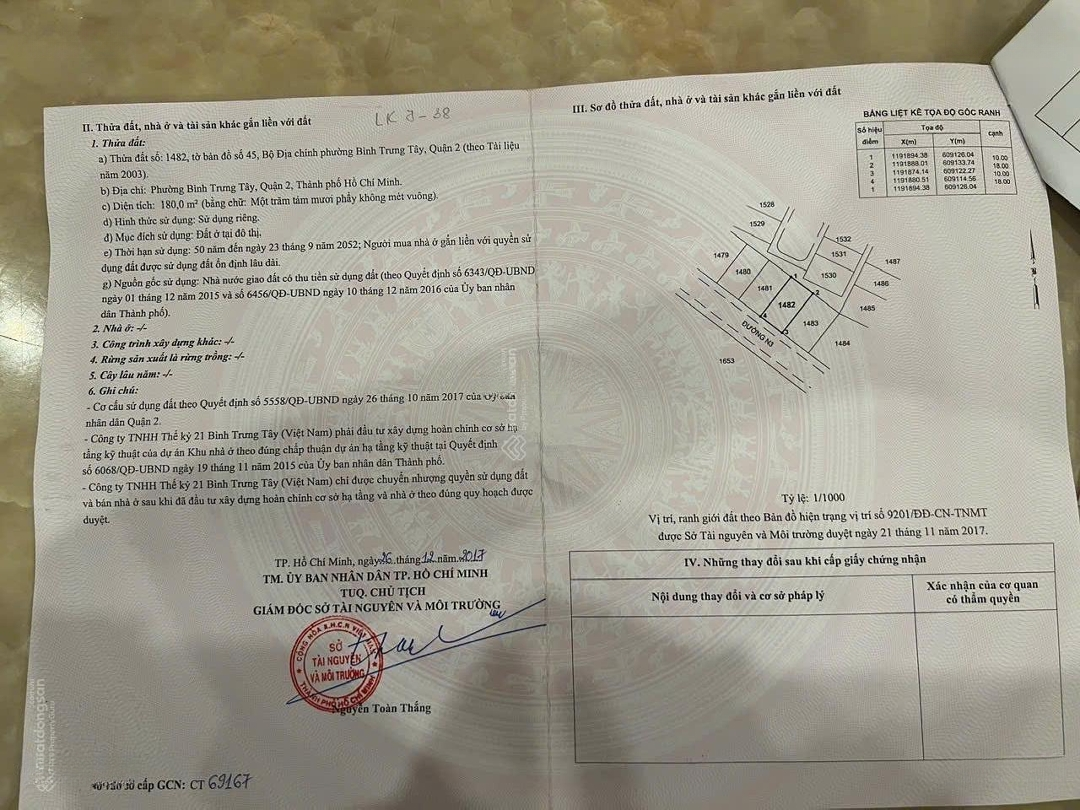 II. Thửa đất, nhà ở và tài sản khác gắn liền với đất
LK J-38
1. Thửa đất:
a) Thửa đất số: 1482, tờ bản đồ số 45, Bộ Địa chính phường Bình Trưng Tây, Quận 2 (theo Tài liệu
năm 2003).
b) Địa chỉ: Phường Bình Trưng Tây, Quận 2, Thành phố Hồ Chí Minh.
c) Diện tích: 180,0 m² (bằng chữ: Một trăm tám mươi phẩy không mét vuông).
d) Hình thức sử dụng: Sử dụng riêng.
đ) Mục đích sử dụng: Đất ở tại đô thị.
e) Thời hạn sử dụng: 50 năm đến ngày 23 tháng 9 năm 2052; Người mua nhà ở gắn liền với quyền sử
dụng đất được sử dụng đất ổn định lâu dài.
g) Nguồn gốc sử dụng: Nhà nước giao đất có thu tiền sử dụng đất (theo Quyết định số 6343/QĐ-UBND
ngày 01 tháng 12 năm 2015 và số 6456/QĐ-UBND ngày 10 tháng 12 năm 2016 của Ủy ban nhân
dân Thành phố).
2. Nhà ở: -/-
3. Công trình xây dựng khác: -/-
4. Rừng sản xuất là rừng trồng: -/-
5. Cây lâu năm: -/-
6. Ghi chú:
- Cơ cấu sử dụng đất theo Quyết định số 5558/QĐ-UBND ngày 26 tháng 10 năm 2017 của Ủy ban
nhân dân Quận 2.
- Công ty TNHH Thế kỷ 21 Bình Trưng Tây (Việt Nam) phải đầu tư xây dựng hoàn chỉnh cơ sở hạ
tầng kỹ thuật của dự án Khu nhà ở theo đúng chấp thuận dự án hạ tầng kỹ thuật tại Quyết định
số 6068/QĐ-UBND ngày 19 tháng 11 năm 2015 của Ủy ban nhân dân Thành phố.
- Công ty TNHH Thế kỷ 21 Bình Trưng Tây (Việt Nam) chỉ được chuyển nhượng quyền sử dụng đất
và bán nhà ở sau khi đã đầu tư xây dựng hoàn chỉnh cơ sở hạ tầng và nhà ở theo đúng quy hoạch được
duyệt.
TP. Hồ Chí Minh, ngày 26 tháng 12 năm 2017
TM. ỦY BAN NHÂN DÂN TP. HỒ CHÍ MINH
TUQ. CHỦ TỊCH
GIÁM ĐỐC SỞ TÀI NGUYÊN VÀ MÔI TRƯỜNG
CỘNG HÒA X.H.C.N VIỆT NAM
SỞ
TÀI NGUYÊN
VÀ MÔI TRƯỜNG
THÀNH PHỐ HỒ CHÍ MINH
Nguyễn Toàn Thắng
cấp GCN: CT 69167
III. Sơ đồ thửa đất, nhà ở và tài sản khác gắn liền với đất
BẢNG LIỆT KÊ TỌA ĐỘ GÓC RANH
Số hiệu điểm Tọa độ cạnh
X(m) Y(m)
1 1191894.38 609126.04 10.00
2 1191888.01 609133.74 18.00
3 1191874.14 609122.27 10.00
4 1191880.51 609114.56 18.00
1 1191894.38 609126.04
1528
1529
1532
1531
1479
1480
1530
1487
1481
1
1486
2
1482
1485
4
1483
3
1484
ĐƯỜNG N3
1653
Tỷ lệ: 1/1000
Vị trí, ranh giới đất theo Bản đồ hiện trạng vị trí số 9201/ĐĐ-CN-TNMT
được Sở Tài nguyên và Môi trường duyệt ngày 21 tháng 11 năm 2017.
IV. Những thay đổi sau khi cấp giấy chứng nhận
Nội dung thay đổi và cơ sở pháp lý
Xác nhận của cơ quan
có thẩm quyền
batdongsan